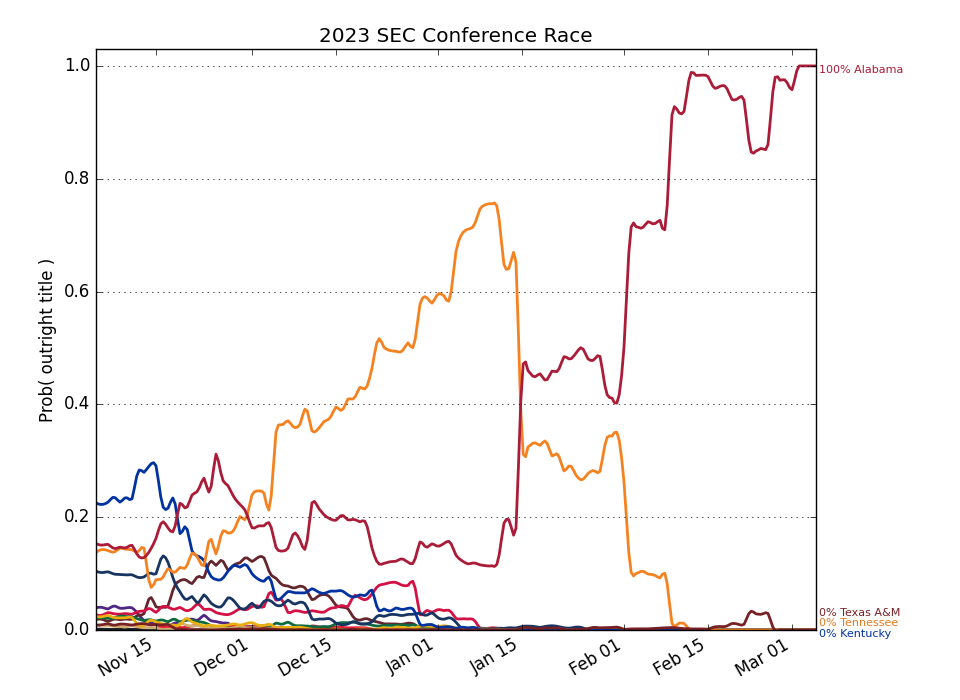 2023 SEC Conference Race
Prob( outright title )
1.0
0.8
0.6
0.4
0.2
0.0
Nov 15
Dec 01
Dec 15
Jan 01
Jan 15
Feb 01
Feb 15
Mar 01
100% Alabama
0% Texas A&M
0% Tennessee
0% Kentucky